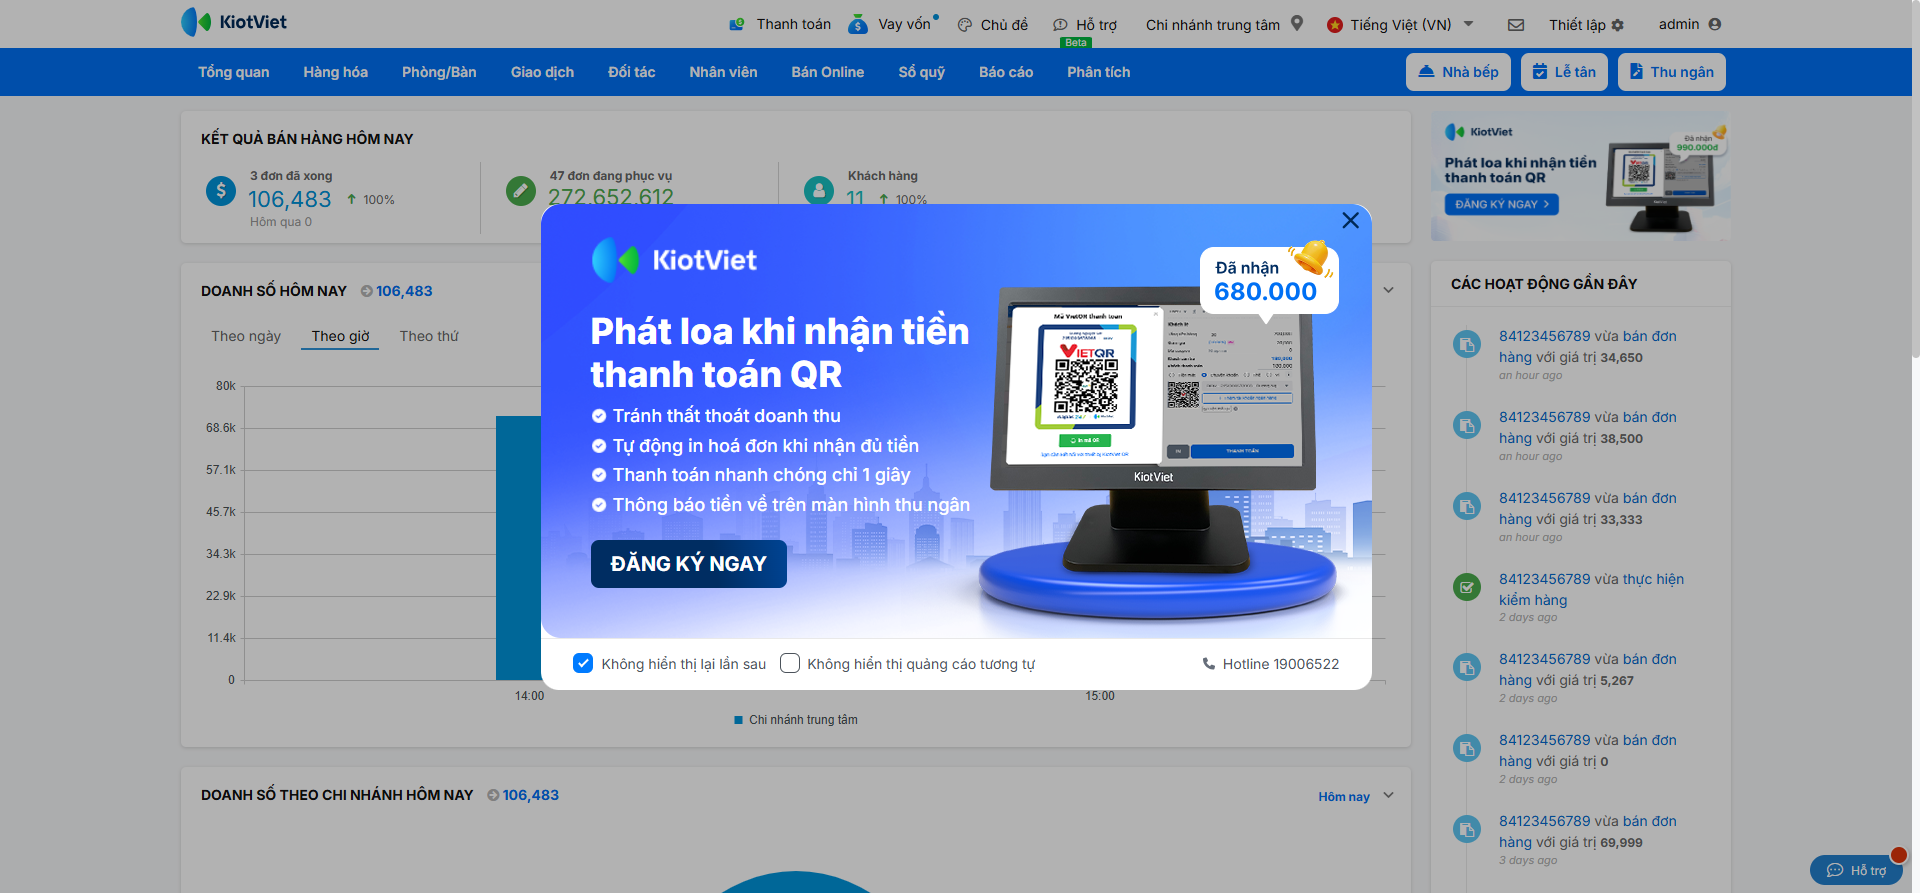 KiotViet
Thanh toán
Vay vốn
Chủ đề
Hỗ trợ
Beta
Chi nhánh trung tâm
Tiếng Việt (VN)
Thiết lập
admin
Tổng quan
Hàng hóa
Phòng/Bàn
Giao dịch
Đối tác
Nhân viên
Bán Online
Sổ quỹ
Báo cáo
Phân tích
Nhà bếp
Lễ tân
Thu ngân
KẾT QUẢ BÁN HÀNG HÔM NAY
3 đơn đã xong
106,483 100%
Hôm qua 0
47 đơn đang phục vụ
272,652,612
Khách hàng
11 100%
KiotViet
Phát loa khi nhận tiền
thanh toán QR
ĐĂNG KÝ NGAY
Đã nhận
990.000đ
DOANH SỐ HÔM NAY 106,483
Theo ngày
Theo giờ
Theo thứ
80k
68.6k
57.1k
45.7k
34.3k
22.9k
11.4k
0
14:00
15:00
Chi nhánh trung tâm
KiotViet
Phát loa khi nhận tiền
thanh toán QR
Tránh thất thoát doanh thu
Tự động in hoá đơn khi nhận đủ tiền
Thanh toán nhanh chóng chỉ 1 giây
Thông báo tiền về trên màn hình thu ngân
ĐĂNG KÝ NGAY
Đã nhận
680.000
Mã VietQR thanh toán
VIETQR
In mã QR
THANH TOÁN
KiotViet
Không hiển thị lại lần sau
Không hiển thị quảng cáo tương tự
Hotline 19006522
DOANH SỐ THEO CHI NHÁNH HÔM NAY 106,483
Hôm nay
CÁC HOẠT ĐỘNG GẦN ĐÂY
84123456789 vừa bán đơn
hàng với giá trị 34,650
an hour ago
84123456789 vừa bán đơn
hàng với giá trị 38,500
an hour ago
84123456789 vừa bán đơn
hàng với giá trị 33,333
an hour ago
84123456789 vừa thực hiện
kiểm hàng
2 days ago
84123456789 vừa bán đơn
hàng với giá trị 5,267
2 days ago
84123456789 vừa bán đơn
hàng với giá trị 0
2 days ago
84123456789 vừa bán đơn
hàng với giá trị 69,999
3 days ago
Hỗ trợ